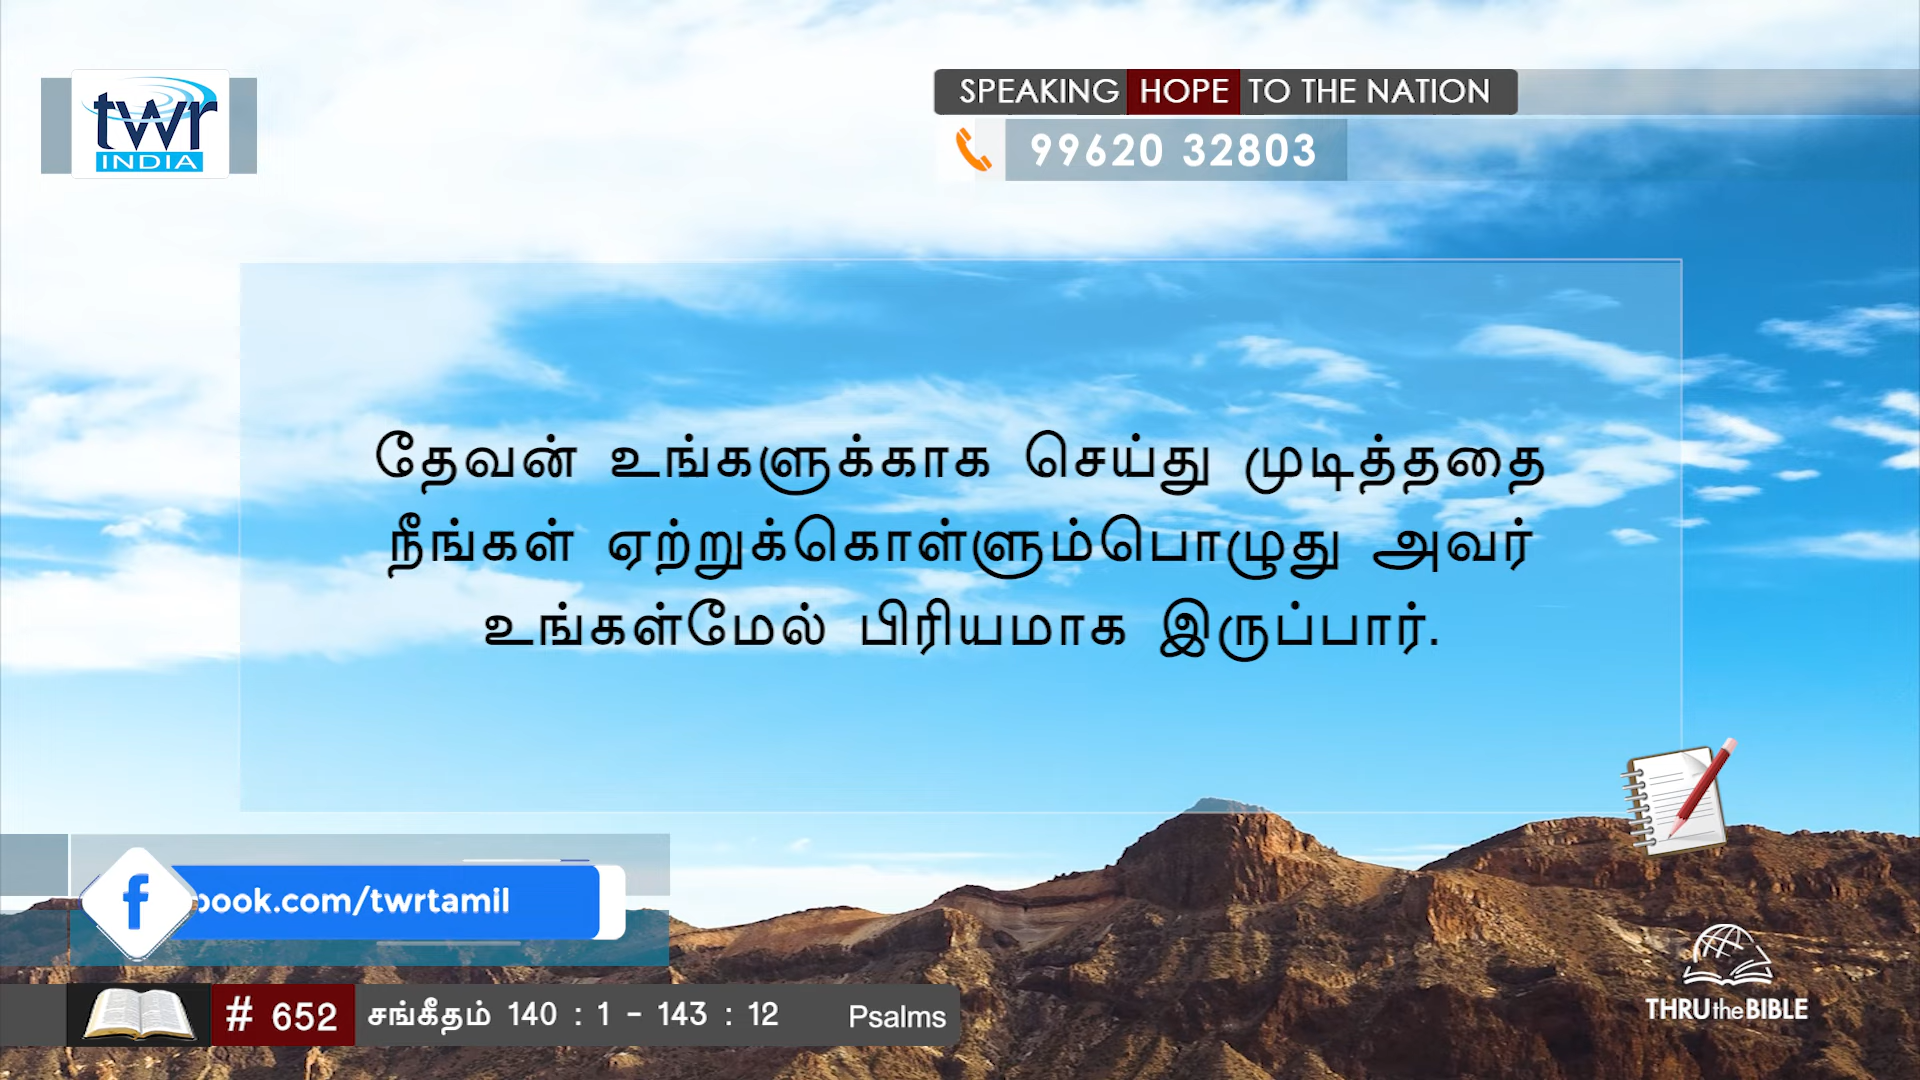 twr
INDIA
SPEAKING HOPE TO THE NATION
99620 32803
தேவன் உங்களுக்காக செய்து முடித்ததை
நீங்கள் ஏற்றுக்கொள்ளும்பொழுது அவர்
உங்கள்மேல் பிரியமாக இருப்பார்.
f book.com/twrtamil
# 652 சங்கீதம் 140 : 1 - 143 : 12 Psalms
THRU the BIBLE